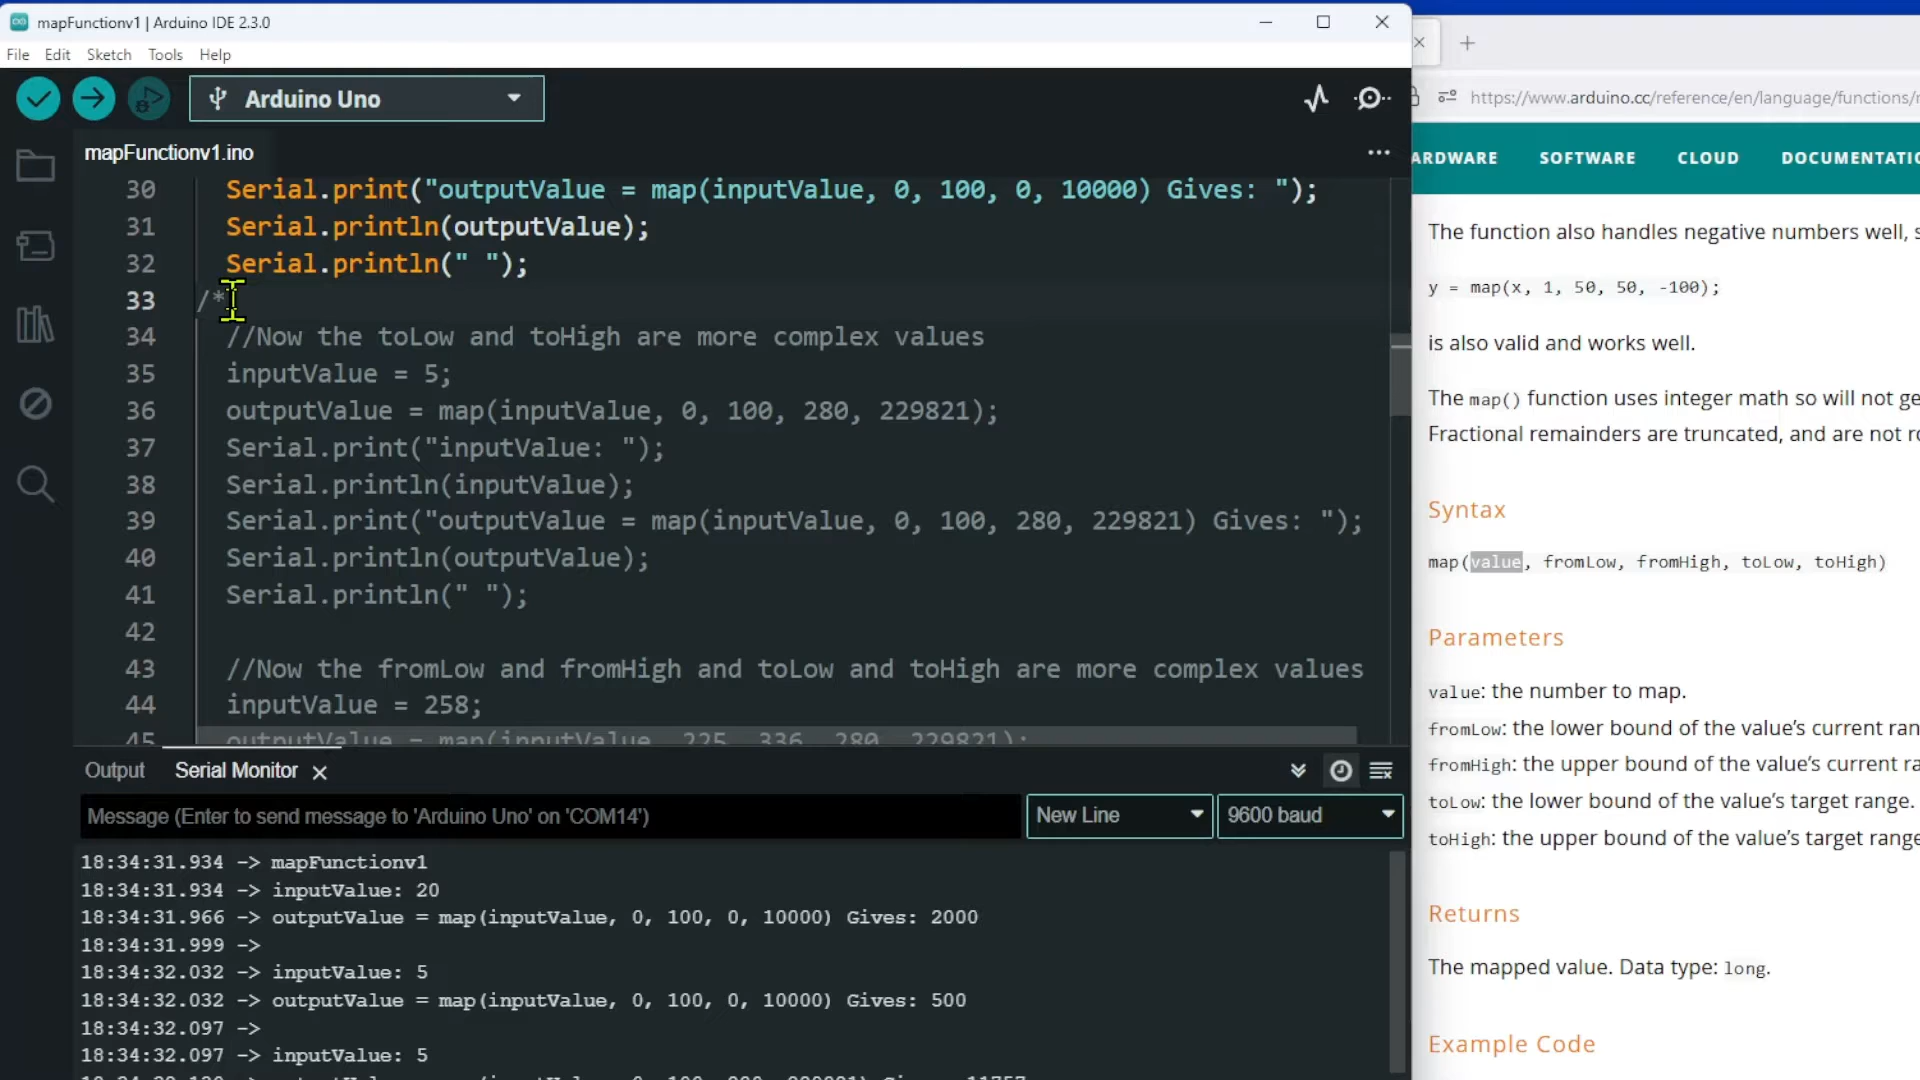 mapFunctionv1 | Arduino IDE 2.3.0
File Edit Sketch Tools Help
Arduino Uno
mapFunctionv1.ino
30 Serial.print("outputValue = map(inputValue, 0, 100, 0, 10000) Gives: ");
31 Serial.println(outputValue);
32 Serial.println(" ");
33 /*
34 //Now the toLow and toHigh are more complex values
35 inputValue = 5;
36 outputValue = map(inputValue, 0, 100, 280, 229821);
37 Serial.print("inputValue: ");
38 Serial.println(inputValue);
39 Serial.print("outputValue = map(inputValue, 0, 100, 280, 229821) Gives: ");
40 Serial.println(outputValue);
41 Serial.println(" ");
42
43 //Now the fromLow and fromHigh and toLow and toHigh are more complex values
44 inputValue = 258;
45 outputValue = map(inputValue, 225, 336, 280, 229821);
Output Serial Monitor
Message (Enter to send message to 'Arduino Uno' on 'COM14')
New Line 9600 baud
18:34:31.934 -> mapFunctionv1
18:34:31.934 -> inputValue: 20
18:34:31.966 -> outputValue = map(inputValue, 0, 100, 0, 10000) Gives: 2000
18:34:31.999 ->
18:34:32.032 -> inputValue: 5
18:34:32.032 -> outputValue = map(inputValue, 0, 100, 0, 10000) Gives: 500
18:34:32.097 ->
18:34:32.097 -> inputValue: 5
https://www.arduino.cc/reference/en/language/functions/
ARDWARE SOFTWARE CLOUD DOCUMENTATIO
The function also handles negative numbers well, s
y = map(x, 1, 50, 50, -100);
is also valid and works well.
The map() function uses integer math so will not ge
Fractional remainders are truncated, and are not ro
Syntax
map(value, fromLow, fromHigh, toLow, toHigh)
Parameters
value: the number to map.
fromLow: the lower bound of the value's current ran
fromHigh: the upper bound of the value's current ra
toLow: the lower bound of the value's target range.
toHigh: the upper bound of the value's target range
Returns
The mapped value. Data type: long.
Example Code